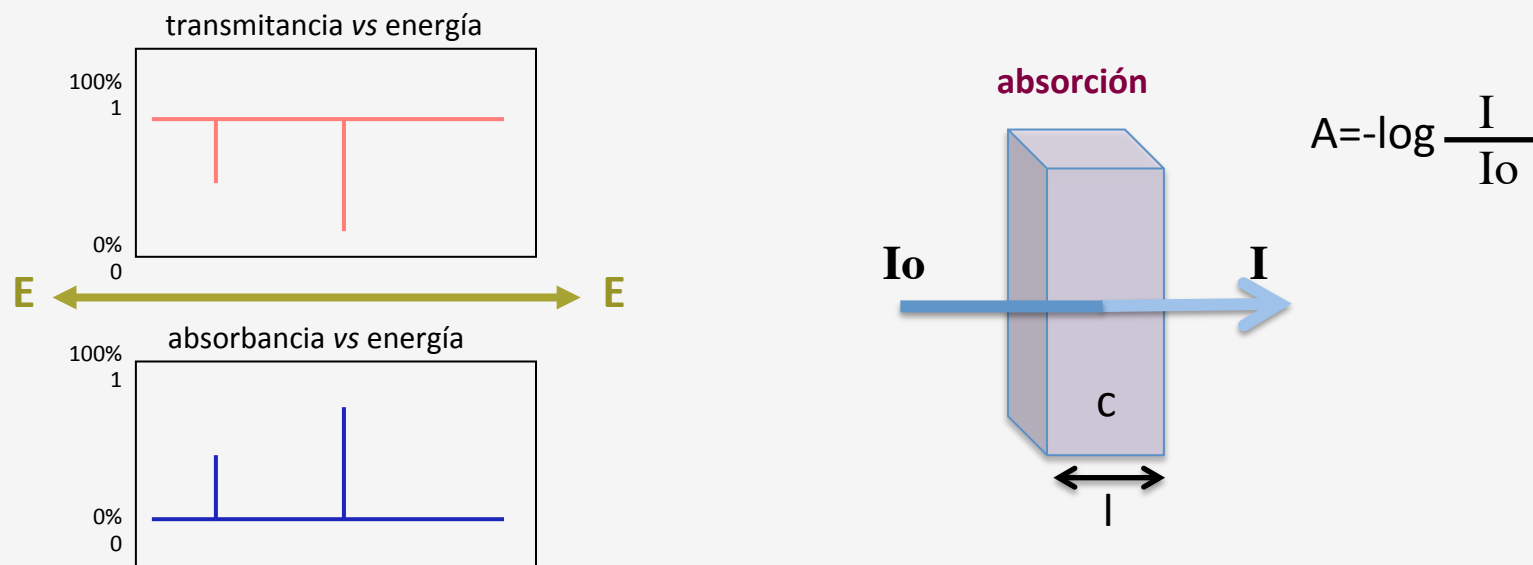 transmitancia vs energía
100%
1
0%
0
E E
absorbancia vs energía
100%
1
0%
0
absorción
A=-log I
Io
Io I
C
l